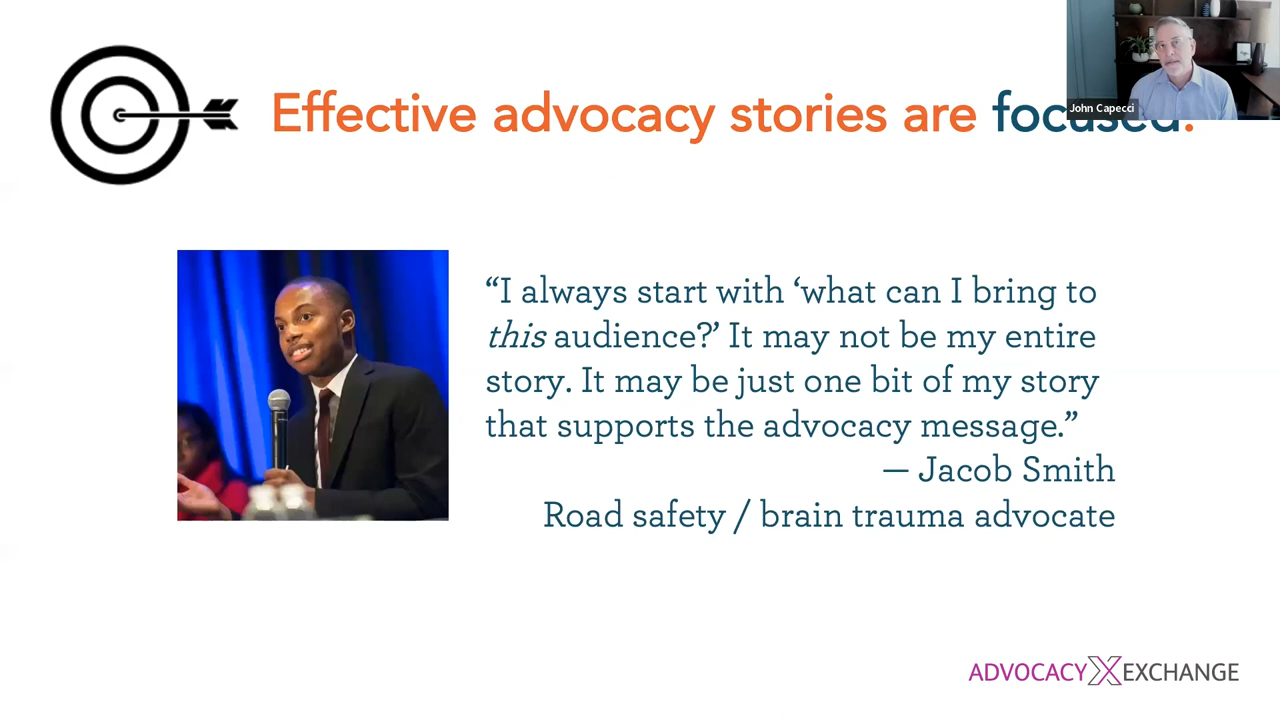 Effective advocacy stories are focused.
John Capecci
“I always start with ‘what can I bring to
this audience?’ It may not be my entire
story. It may be just one bit of my story
that supports the advocacy message.”
— Jacob Smith
Road safety / brain trauma advocate
ADVOCACY X EXCHANGE